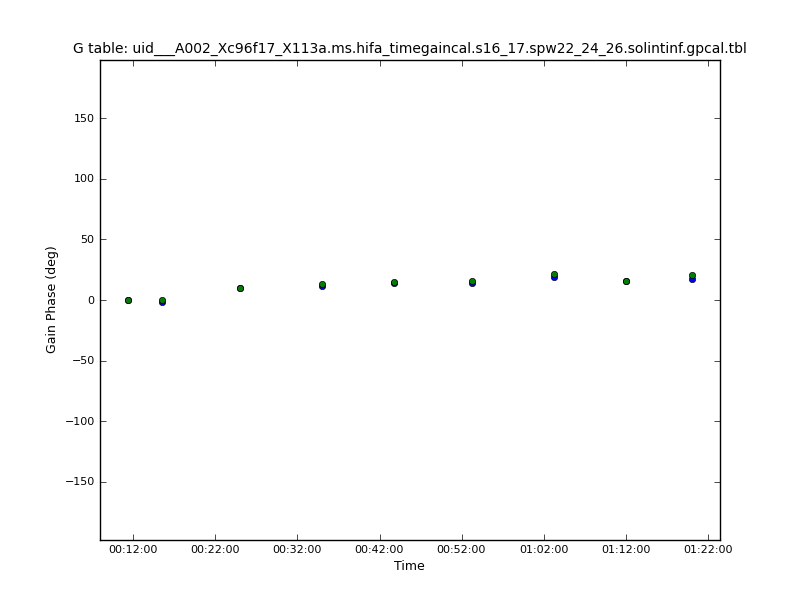 G table: uid___A002_Xc96f17_X113a.ms.hifa_timegaincal.s16_17.spw22_24_26.solintinf.gpcal.tbl
150
100
50
0
−50
−100
−150
Gain Phase (deg)
00:12:00 00:22:00 00:32:00 00:42:00 00:52:00 01:02:00 01:12:00 01:22:00
Time